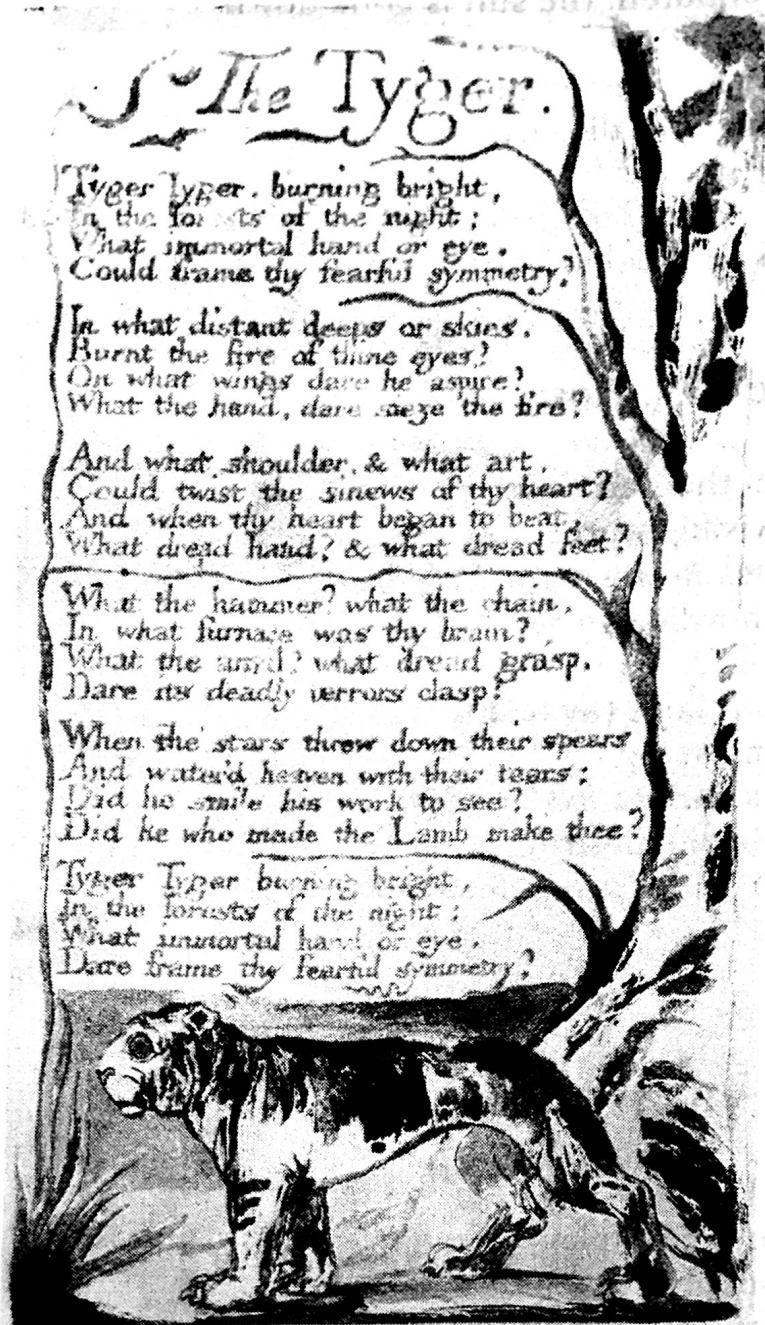 The Tyger.
Tyger Tyger. burning bright,
In the forests of the night;
What immortal hand or eye.
Could frame thy fearful symmetry?
In what distant deeps or skies.
Burnt the fire of thine eyes?
On what wings dare he aspire?
What the hand, dare sieze the fire?
And what shoulder, & what art,
Could twist the sinews of thy heart?
And when thy heart began to beat,
What dread hand? & what dread feet?
What the hammer? what the chain,
In what furnace was thy brain?
What the anvil? what dread grasp,
Dare its deadly terrors clasp?
When the stars threw down their spears
And water'd heaven with their tears:
Did he smile his work to see?
Did he who made the Lamb make thee?
Tyger Tyger burning bright,
In the forests of the night:
What immortal hand or eye,
Dare frame thy fearful symmetry?